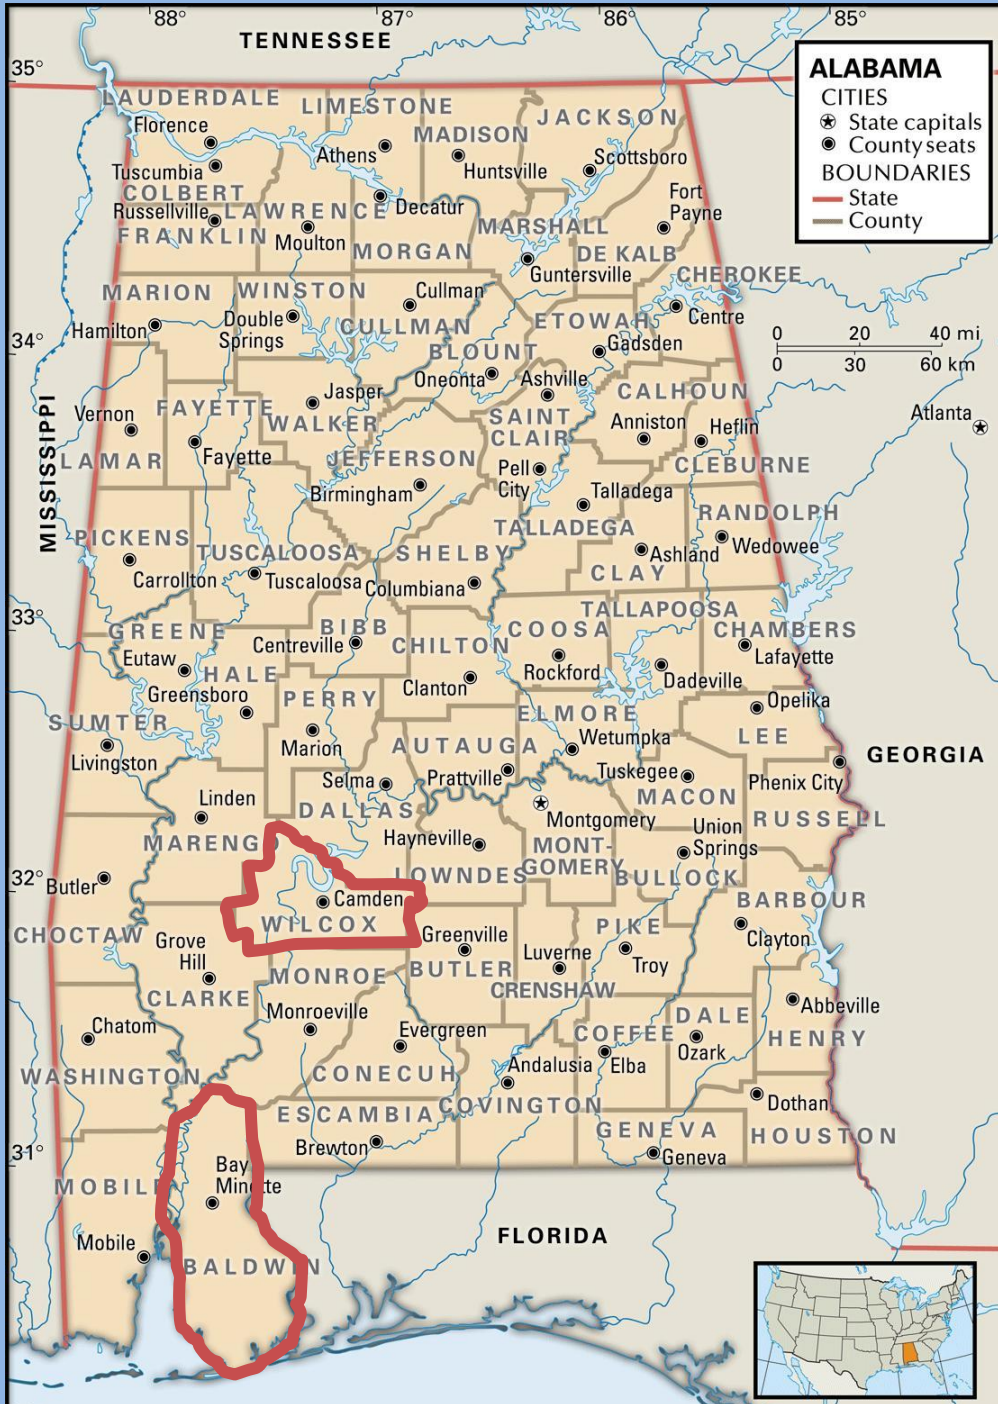 88°
87°
86°
85°
TENNESSEE
35°
ALABAMA
CITIES
State capitals
County seats
BOUNDARIES
State
County
LAUDERDALE
LIMESTONE
JACKSON
Florence
MADISON
Athens
Huntsville
Scottsboro
Tuscumbia
COLBERT
Fort
Payne
Russellville
LAWRENCE
Decatur
FRANKLIN
Moulton
MARSHALL
MORGAN
DE KALB
Guntersville
CHEROKEE
MARION
WINSTON
Cullman
Centre
Hamilton
Double
Springs
CULLMAN
ETOWAH
Gadsden
0 20 40 mi
0 30 60 km
34°
BLOUNT
Oneonta
Ashville
Jasper
CALHOUN
MISSISSIPPI
Vernon
FAYETTE
WALKER
SAINT
CLAIR
Anniston
Heflin
Atlanta
LAMAR
Fayette
JEFFERSON
Pell
City
CLEBURNE
Birmingham
Talladega
RANDOLPH
PICKENS
TALLADEGA
Wedowee
TUSCALOOSA
SHELBY
Ashland
Carrollton
Tuscaloosa
Columbiana
CLAY
33°
TALLAPOOSA
GREENE
BIBB
COOSA
CHAMBERS
Eutaw
Centreville
CHILTON
Lafayette
HALE
Rockford
Dadeville
Greensboro
PERRY
Clanton
Opelika
SUMTER
ELMORE
Livingston
Marion
AUTAUGA
Wetumpka
LEE
GEORGIA
Selma
Prattville
Tuskegee
Phenix City
Linden
DALLAS
MACON
Montgomery
RUSSELL
MARENGO
Hayneville
MONT-
GOMERY
Union
Springs
32°
Butler
LOWNDES
BULLOCK
Camden
BARBOUR
CHOCTAW
WILCOX
Grove
Hill
Greenville
PIKE
Clayton
Luverne
Troy
MONROE
BUTLER
CLARKE
CRENSHAW
Abbeville
Monroeville
DALE
Chatom
Evergreen
COFFEE
HENRY
Ozark
WASHINGTON
CONECUH
Andalusia
Elba
ESCAMBIA
COVINGTON
Dothan
GENEVA
HOUSTON
31°
Brewton
Geneva
Bay
Minette
MOBILE
FLORIDA
Mobile
BALDWIN